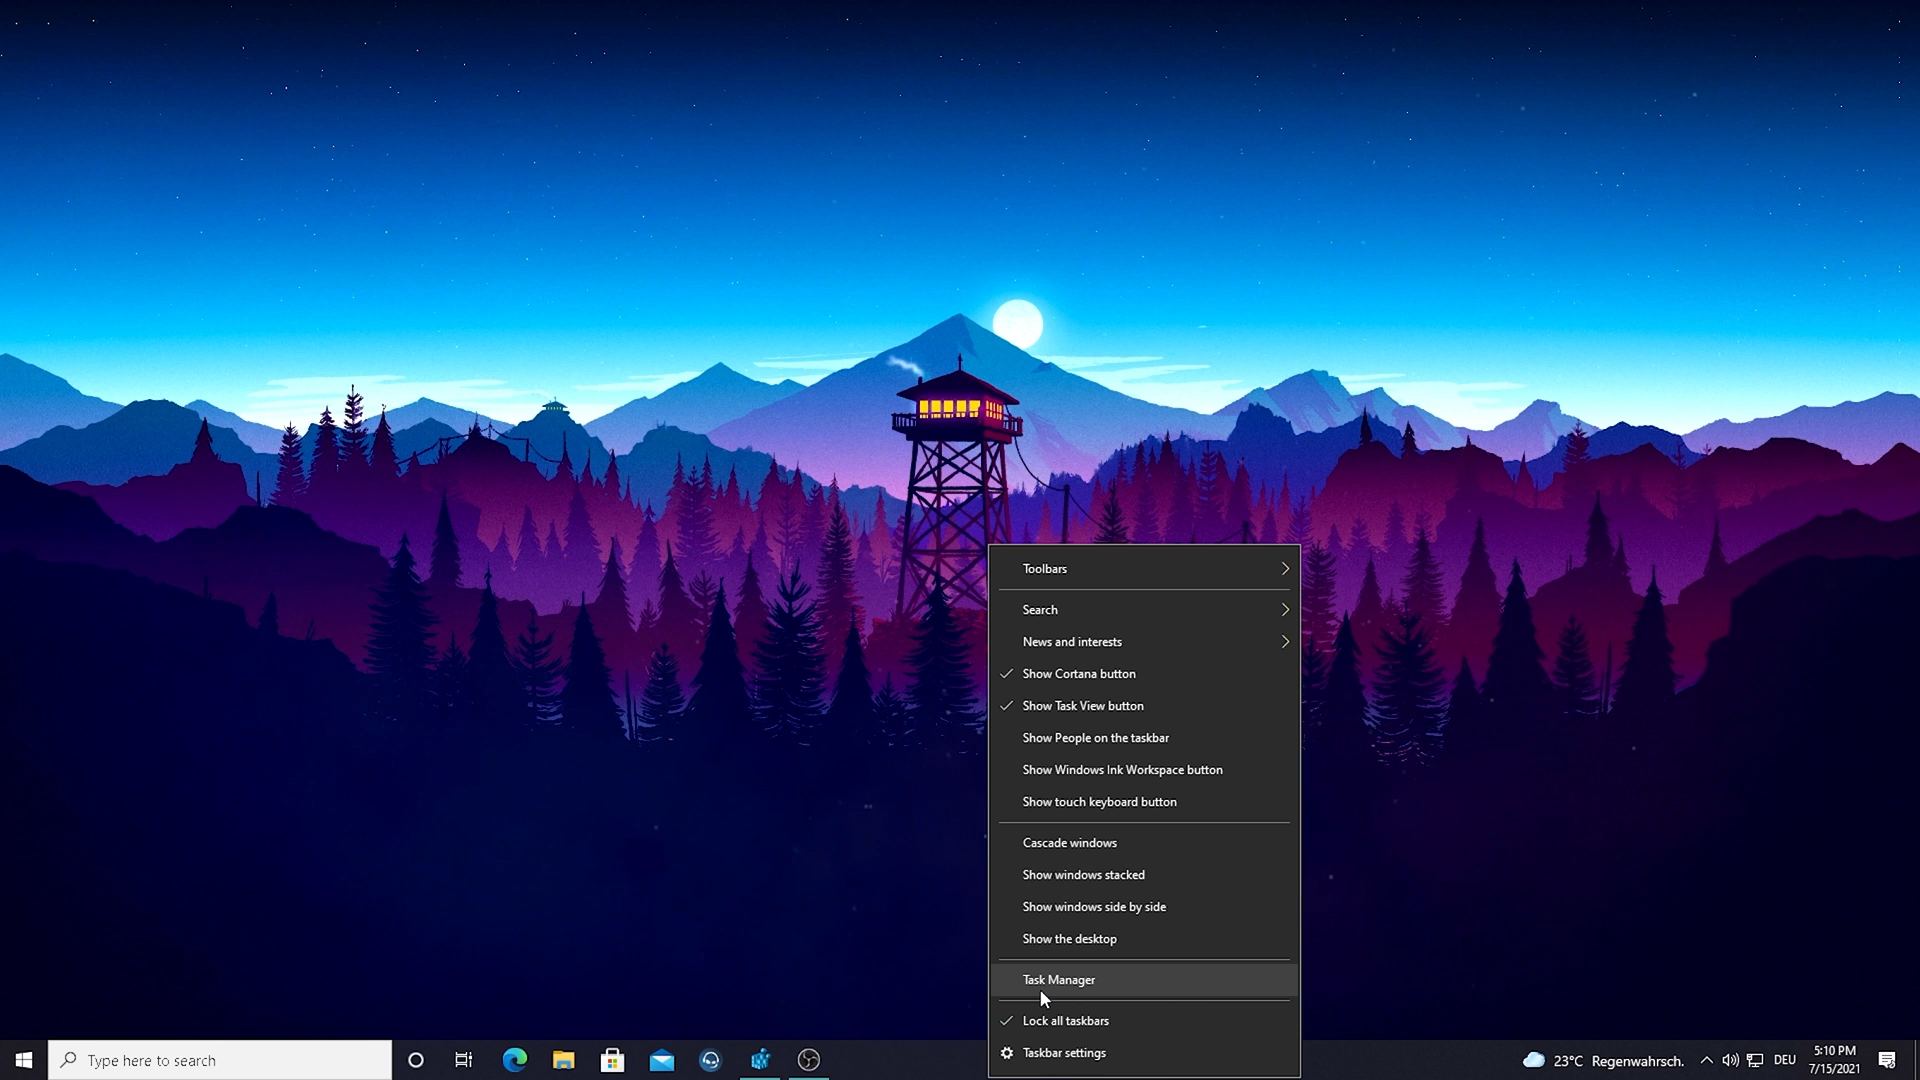 Toolbars
Search
News and interests
Show Cortana button
Show Task View button
Show People on the taskbar
Show Windows Ink Workspace button
Show touch keyboard button
Cascade windows
Show windows stacked
Show windows side by side
Show the desktop
Task Manager
Lock all taskbars
Taskbar settings
Type here to search
23°C Regenwahrsch.
DEU
5:10 PM
7/15/2021